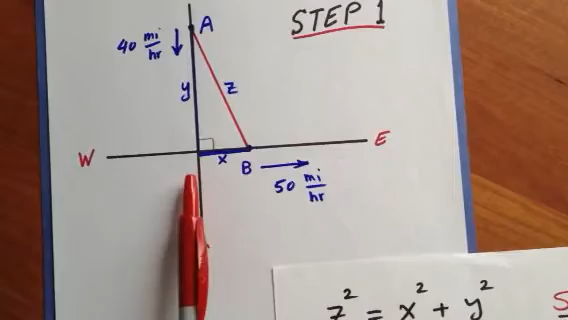 STEP 1
A
40 mi/hr
y
z
W
E
x
B
50 mi/hr
z² = x² + y²
S